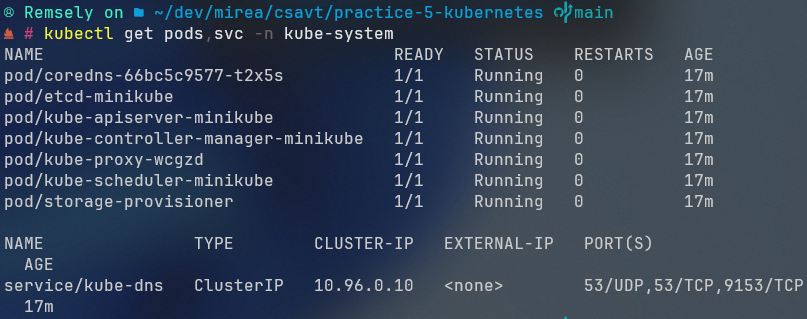 Remsely on ~/dev/mirea/csavt/practice-5-kubernetes main
# kubectl get pods,svc -n kube-system
NAME READY STATUS RESTARTS AGE
pod/coredns-66bc5c9577-t2x5s 1/1 Running 0 17m
pod/etcd-minikube 1/1 Running 0 17m
pod/kube-apiserver-minikube 1/1 Running 0 17m
pod/kube-controller-manager-minikube 1/1 Running 0 17m
pod/kube-proxy-wcgzd 1/1 Running 0 17m
pod/kube-scheduler-minikube 1/1 Running 0 17m
pod/storage-provisioner 1/1 Running 0 17m
NAME TYPE CLUSTER-IP EXTERNAL-IP PORT(S)
AGE
service/kube-dns ClusterIP 10.96.0.10 <none> 53/UDP,53/TCP,9153/TCP
17m